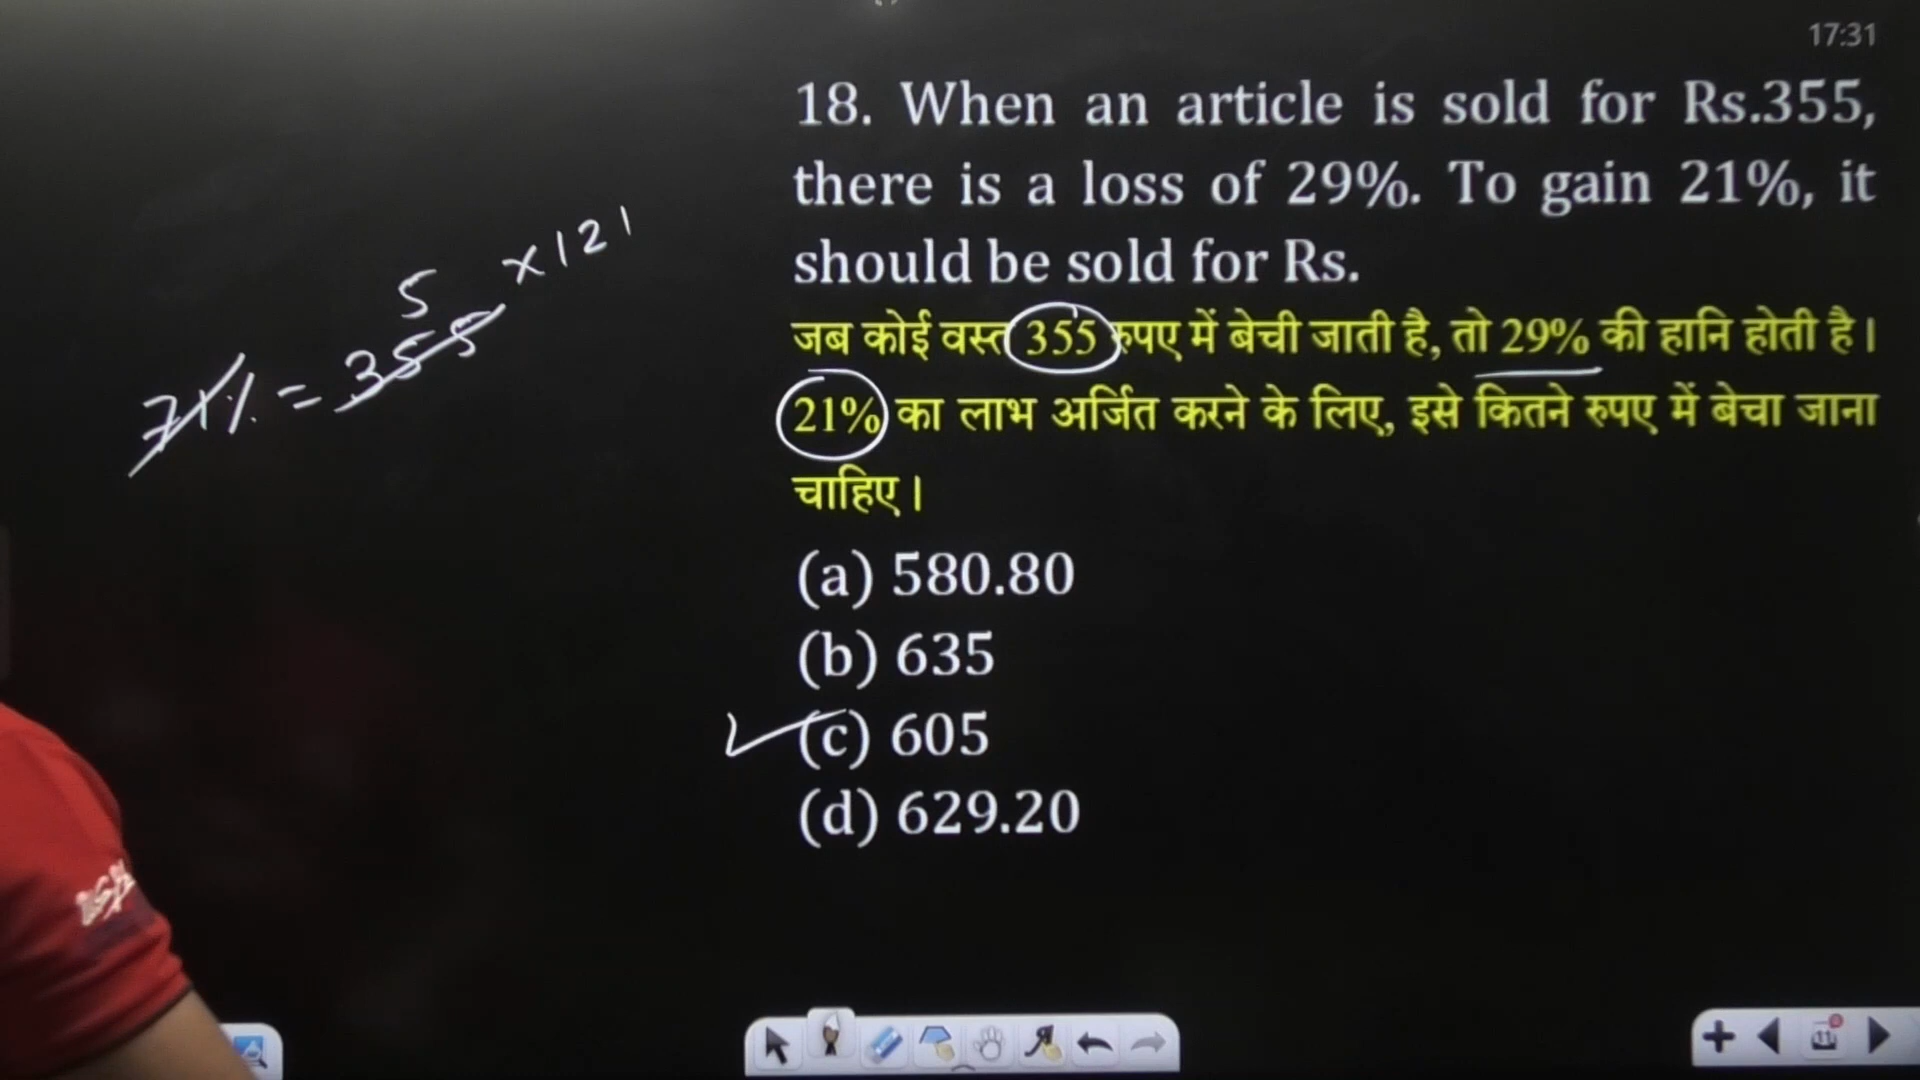 17:31
18. When an article is sold for Rs.355,
there is a loss of 29%. To gain 21%, it
should be sold for Rs.
जब कोई वस्त 355 रुपए में बेची जाती है, तो 29% की हानि होती है।
21% का लाभ अर्जित करने के लिए, इसे कितने रुपए में बेचा जाना
चाहिए।
(a) 580.80
(b) 635
(c) 605
(d) 629.20
5
71% = 355 × 121
11